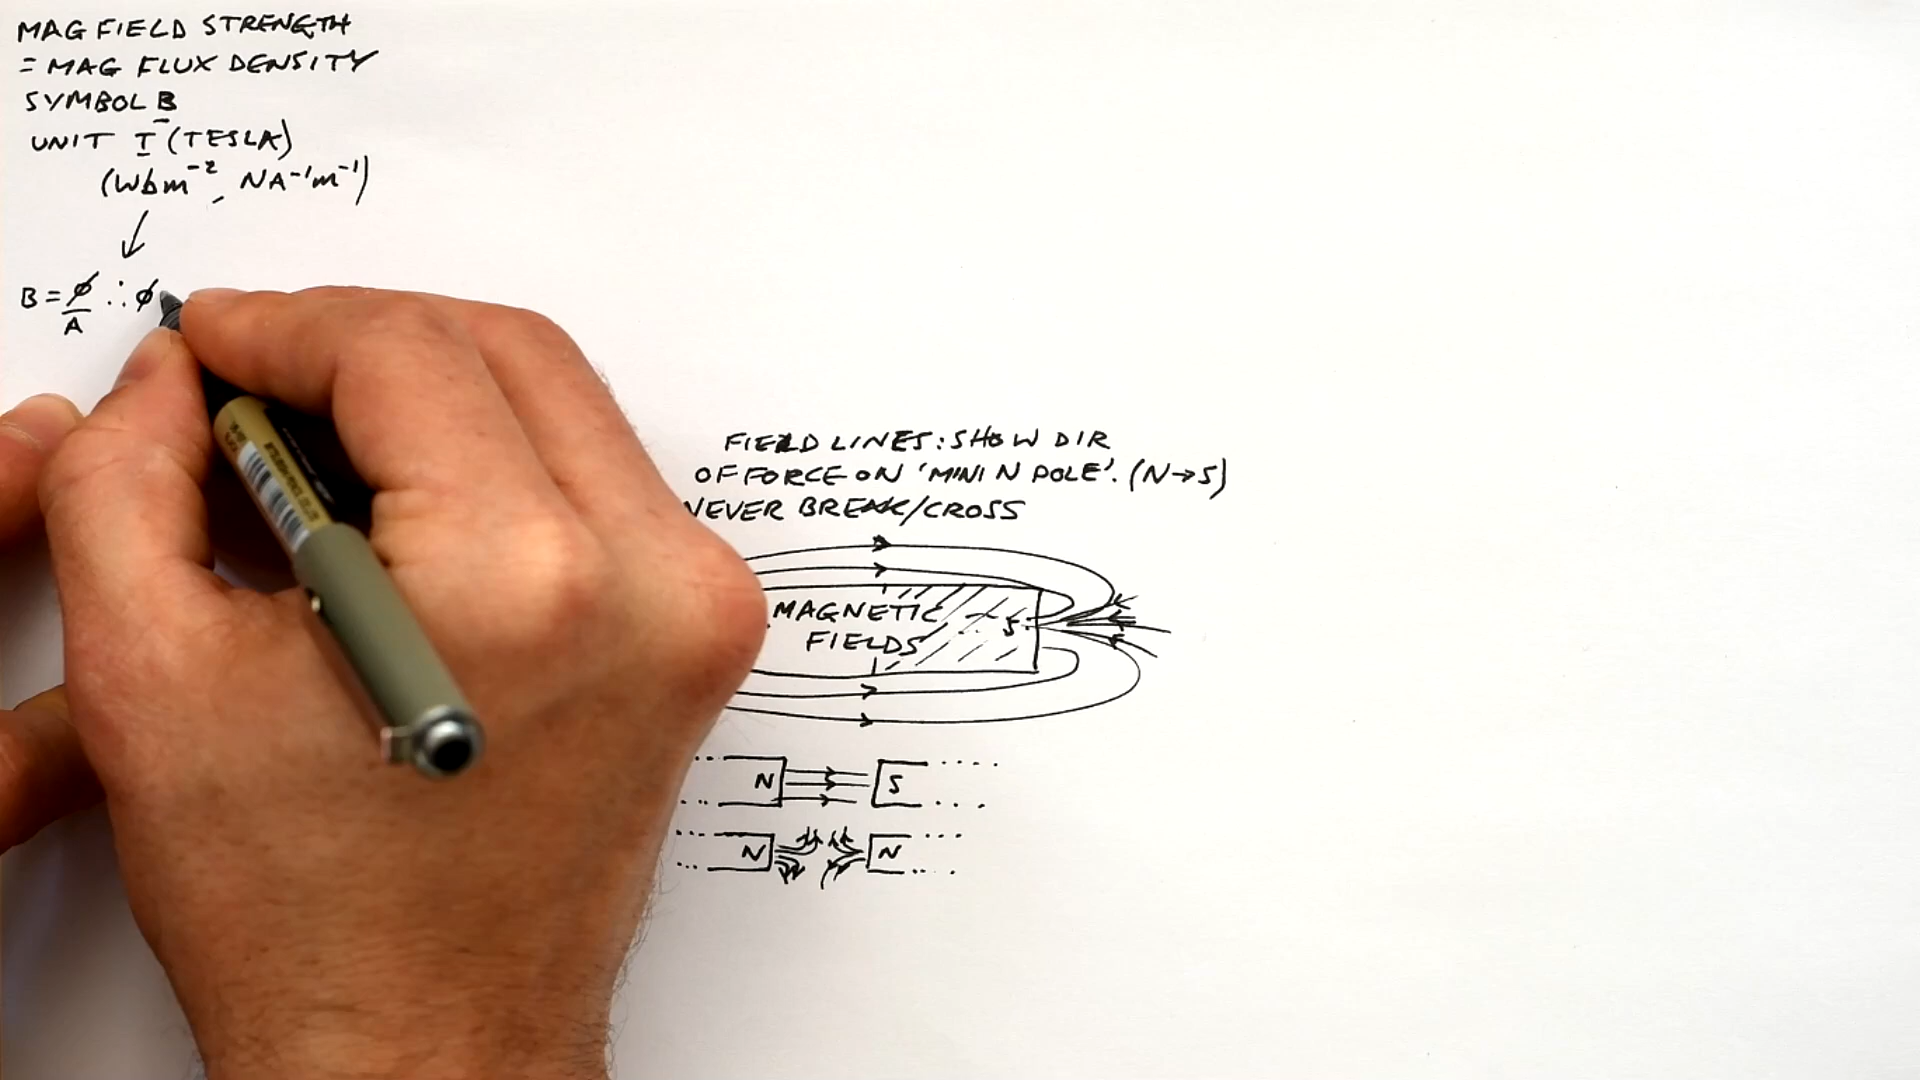 MAG FIELD STRENGTH
= MAG FLUX DENSITY
SYMBOL B
UNIT T (TESLA)
(Wbm⁻², NA⁻¹m⁻¹)
↓
B = φ/A ∴ φ
FIELD LINES: SHOW DIR
OF FORCE ON 'MINI N POLE'. (N→S)
NEVER BREAK/CROSS
MAGNETIC
FIELDS
S
N S
N N